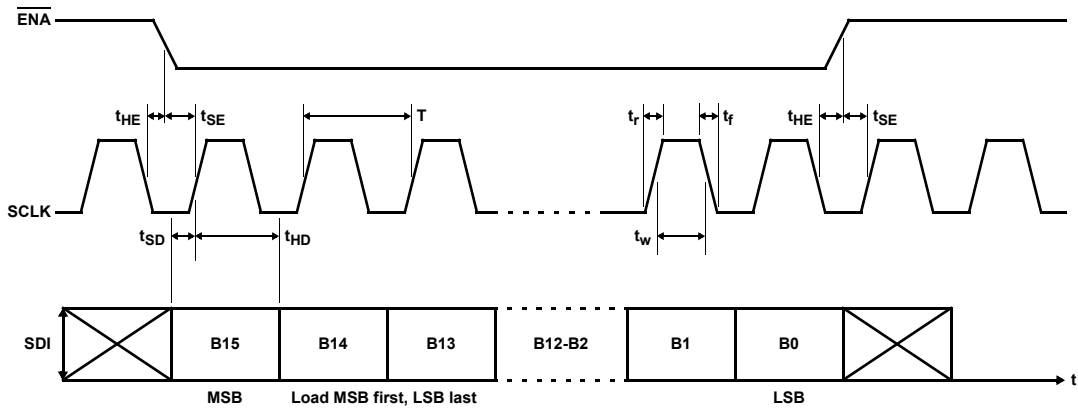 ENA
tHE tSE T tr tf tHE tSE
SCLK
tSD tHD tw
SDI B15 B14 B13 B12-B2 B1 B0 t
MSB Load MSB first, LSB last LSB